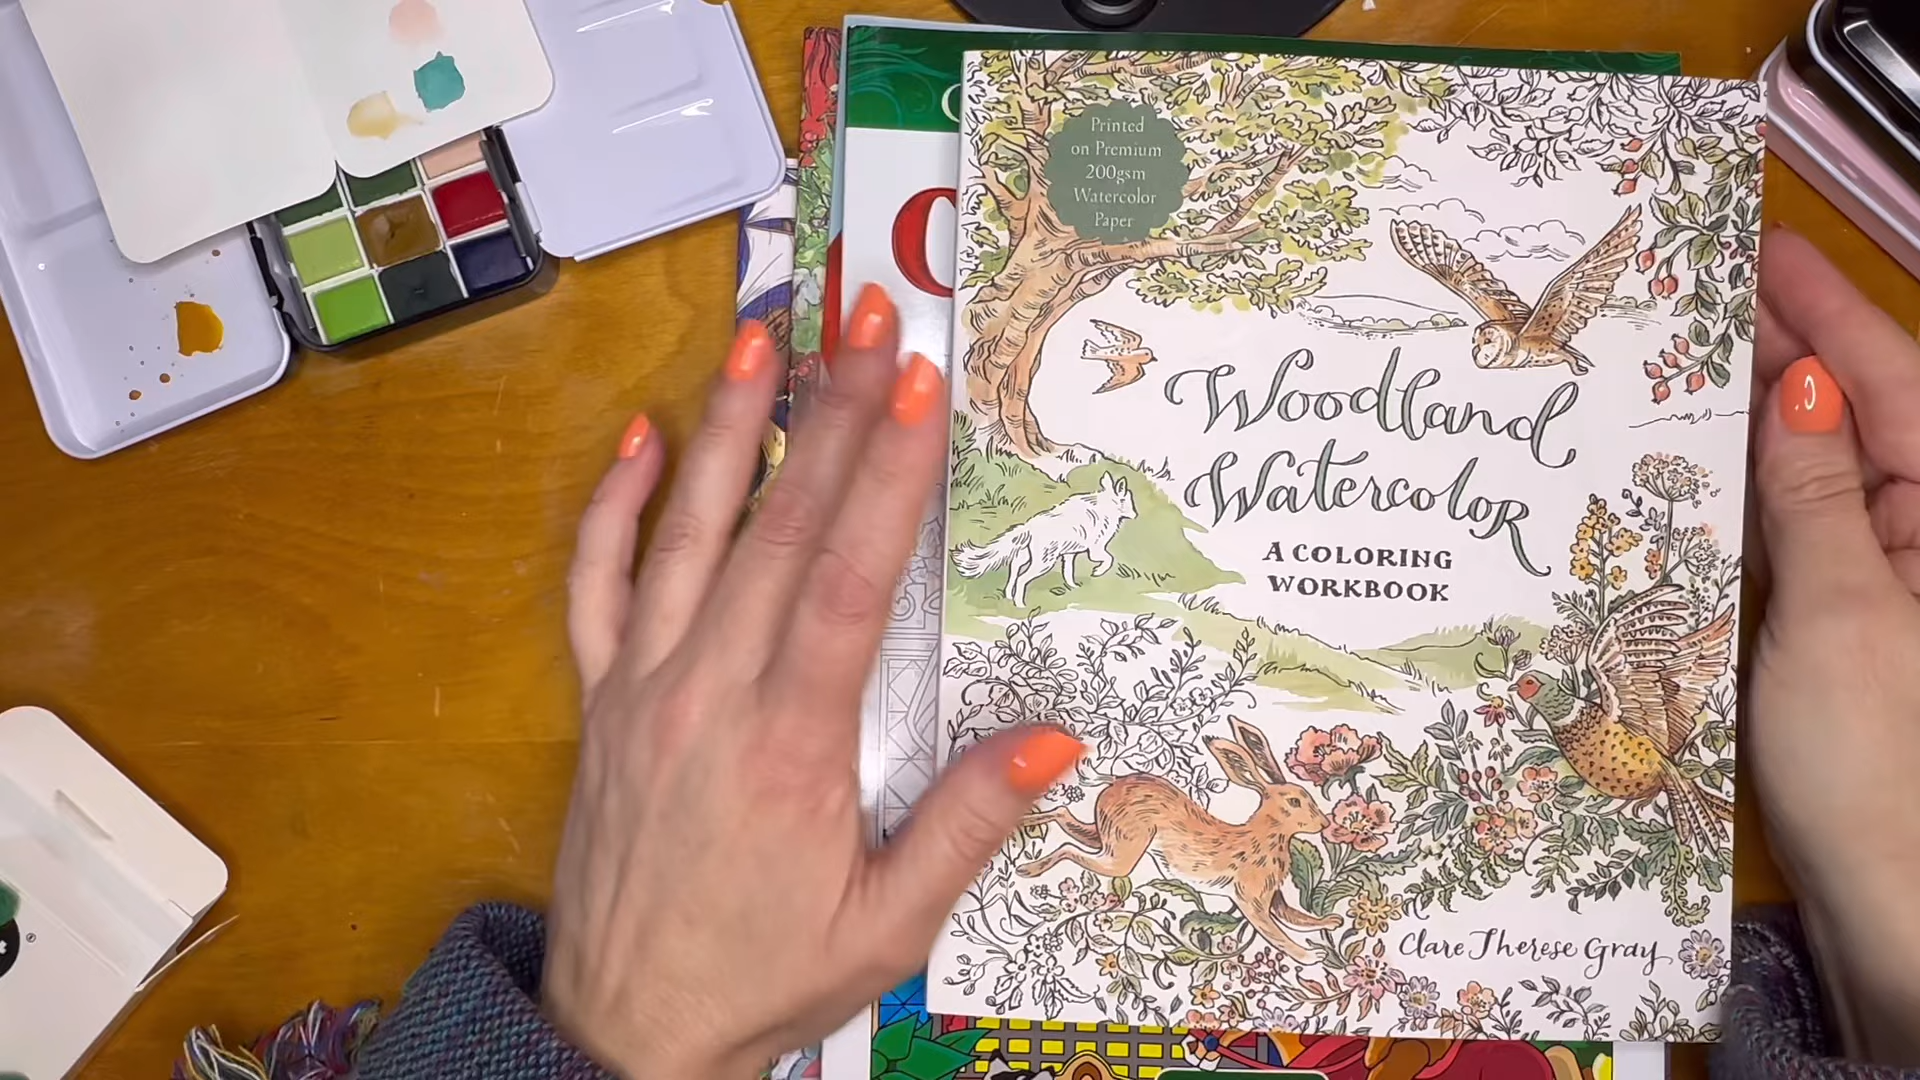 Printed
on Premium
200gsm
Watercolor
Paper
Woodland
Watercolor
A COLORING
WORKBOOK
Clare Therese Gray